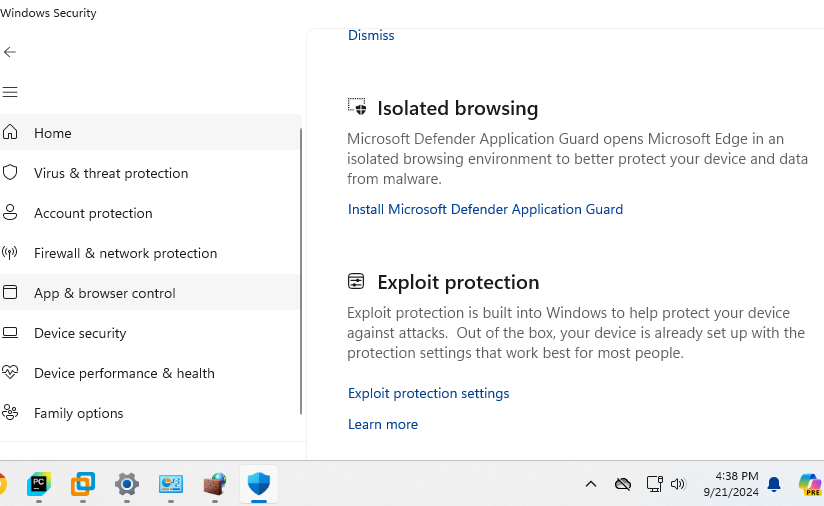 Windows Security
Home
Virus & threat protection
Account protection
Firewall & network protection
App & browser control
Device security
Device performance & health
Family options
Dismiss
Isolated browsing
Microsoft Defender Application Guard opens Microsoft Edge in an
isolated browsing environment to better protect your device and data
from malware.
Install Microsoft Defender Application Guard
Exploit protection
Exploit protection is built into Windows to help protect your device
against attacks.  Out of the box, your device is already set up with the
protection settings that work best for most people.
Exploit protection settings
Learn more
PC
4:38 PM
9/21/2024
PRE